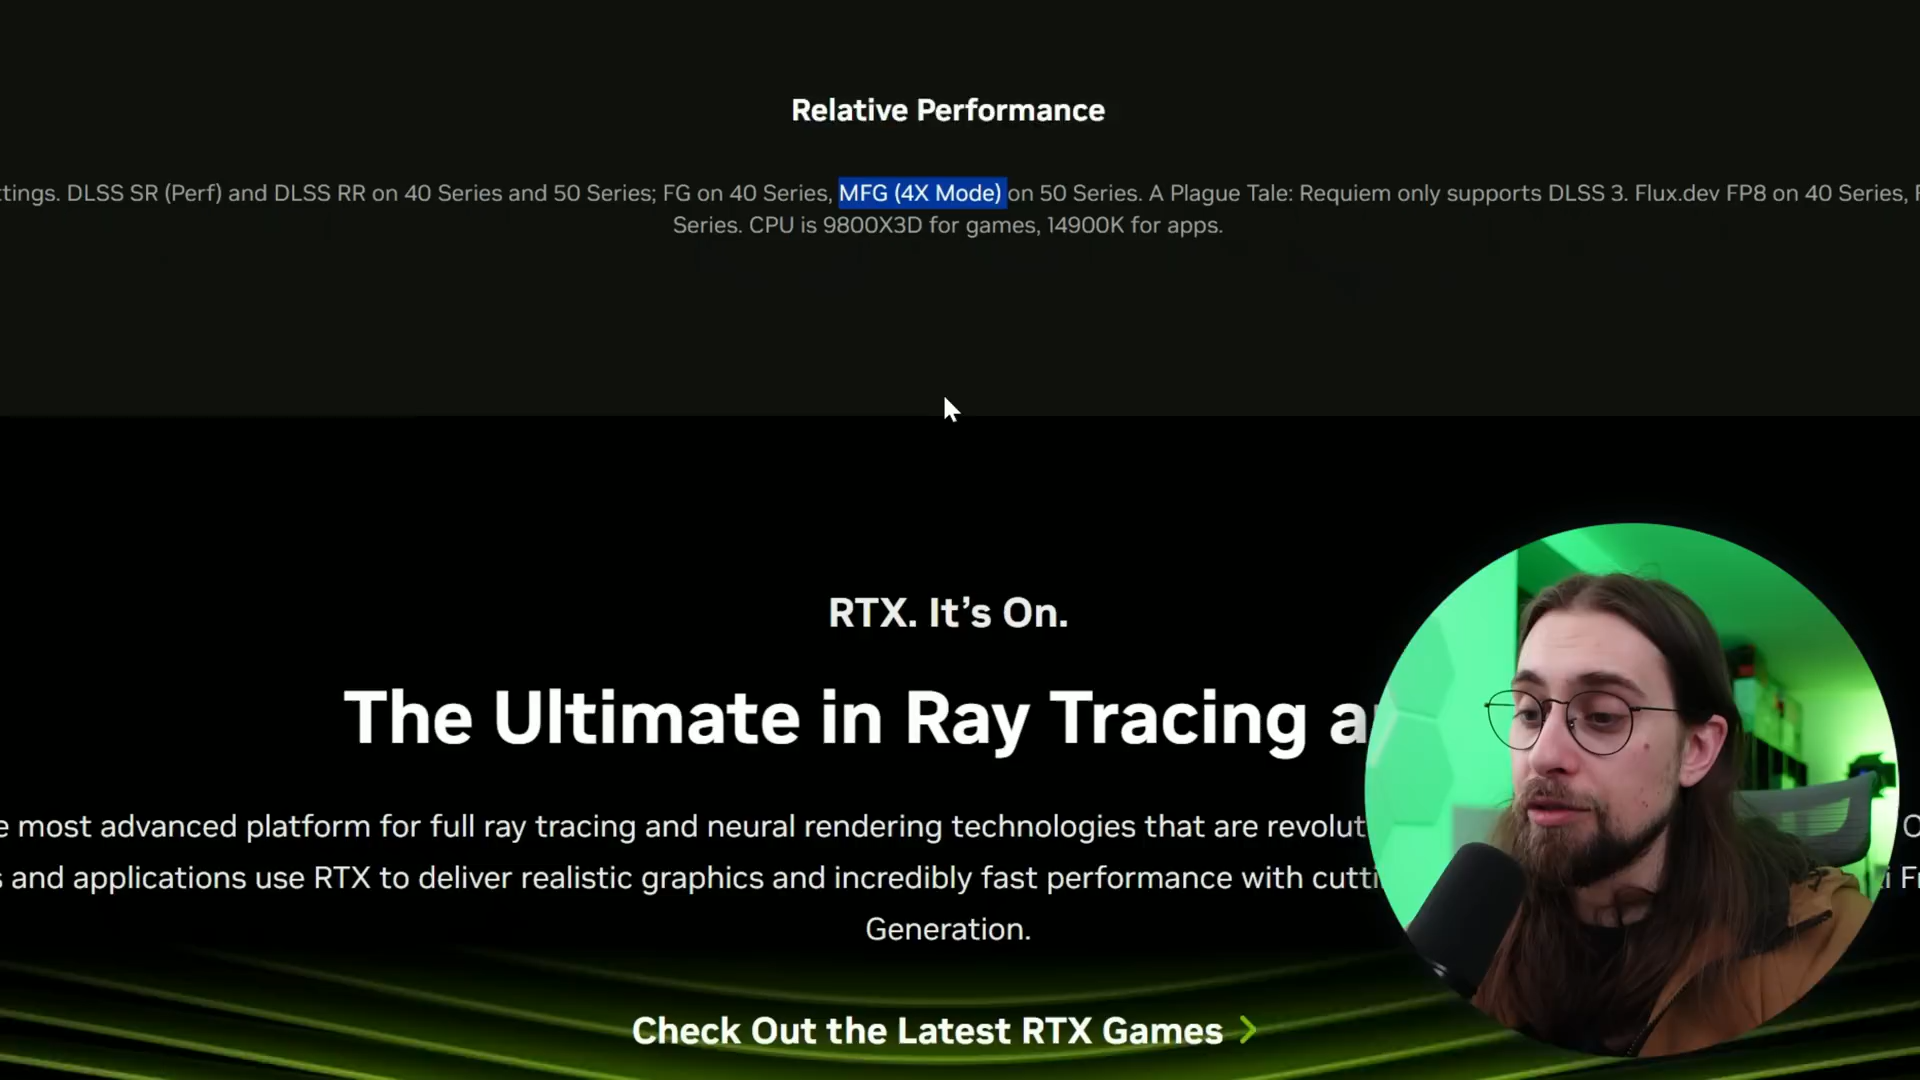 Relative Performance
ttings. DLSS SR (Perf) and DLSS RR on 40 Series and 50 Series; FG on 40 Series, MFG (4X Mode) on 50 Series. A Plague Tale: Requiem only supports DLSS 3. Flux.dev FP8 on 40 Series, F
Series. CPU is 9800X3D for games, 14900K for apps.
RTX. It’s On.
The Ultimate in Ray Tracing a
e most advanced platform for full ray tracing and neural rendering technologies that are revolut
s and applications use RTX to deliver realistic graphics and incredibly fast performance with cutti i Fr
Generation.
Check Out the Latest RTX Games